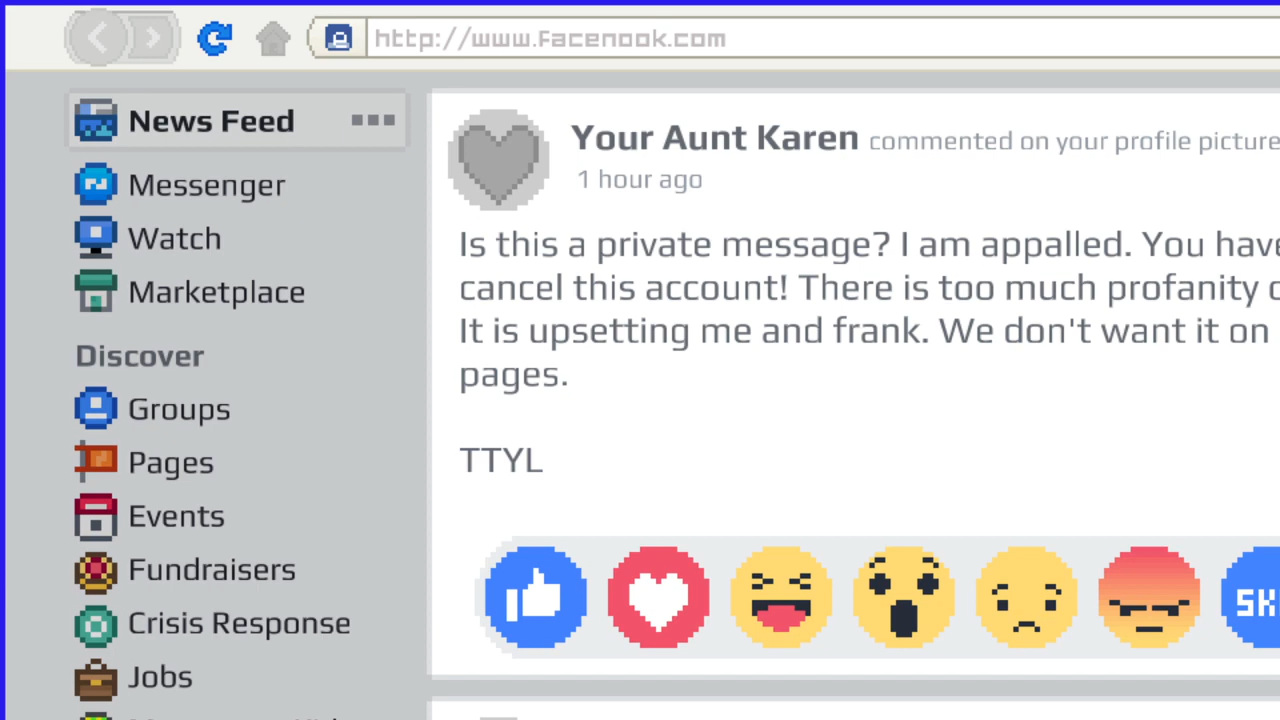 http://www.facenook.com
News Feed
Messenger
Watch
Marketplace
Discover
Groups
Pages
Events
Fundraisers
Crisis Response
Jobs
Your Aunt Karen commented on your profile picture
1 hour ago
Is this a private message? I am appalled. You have
cancel this account! There is too much profanity
It is upsetting me and frank. We don't want it on
pages.
TTYL